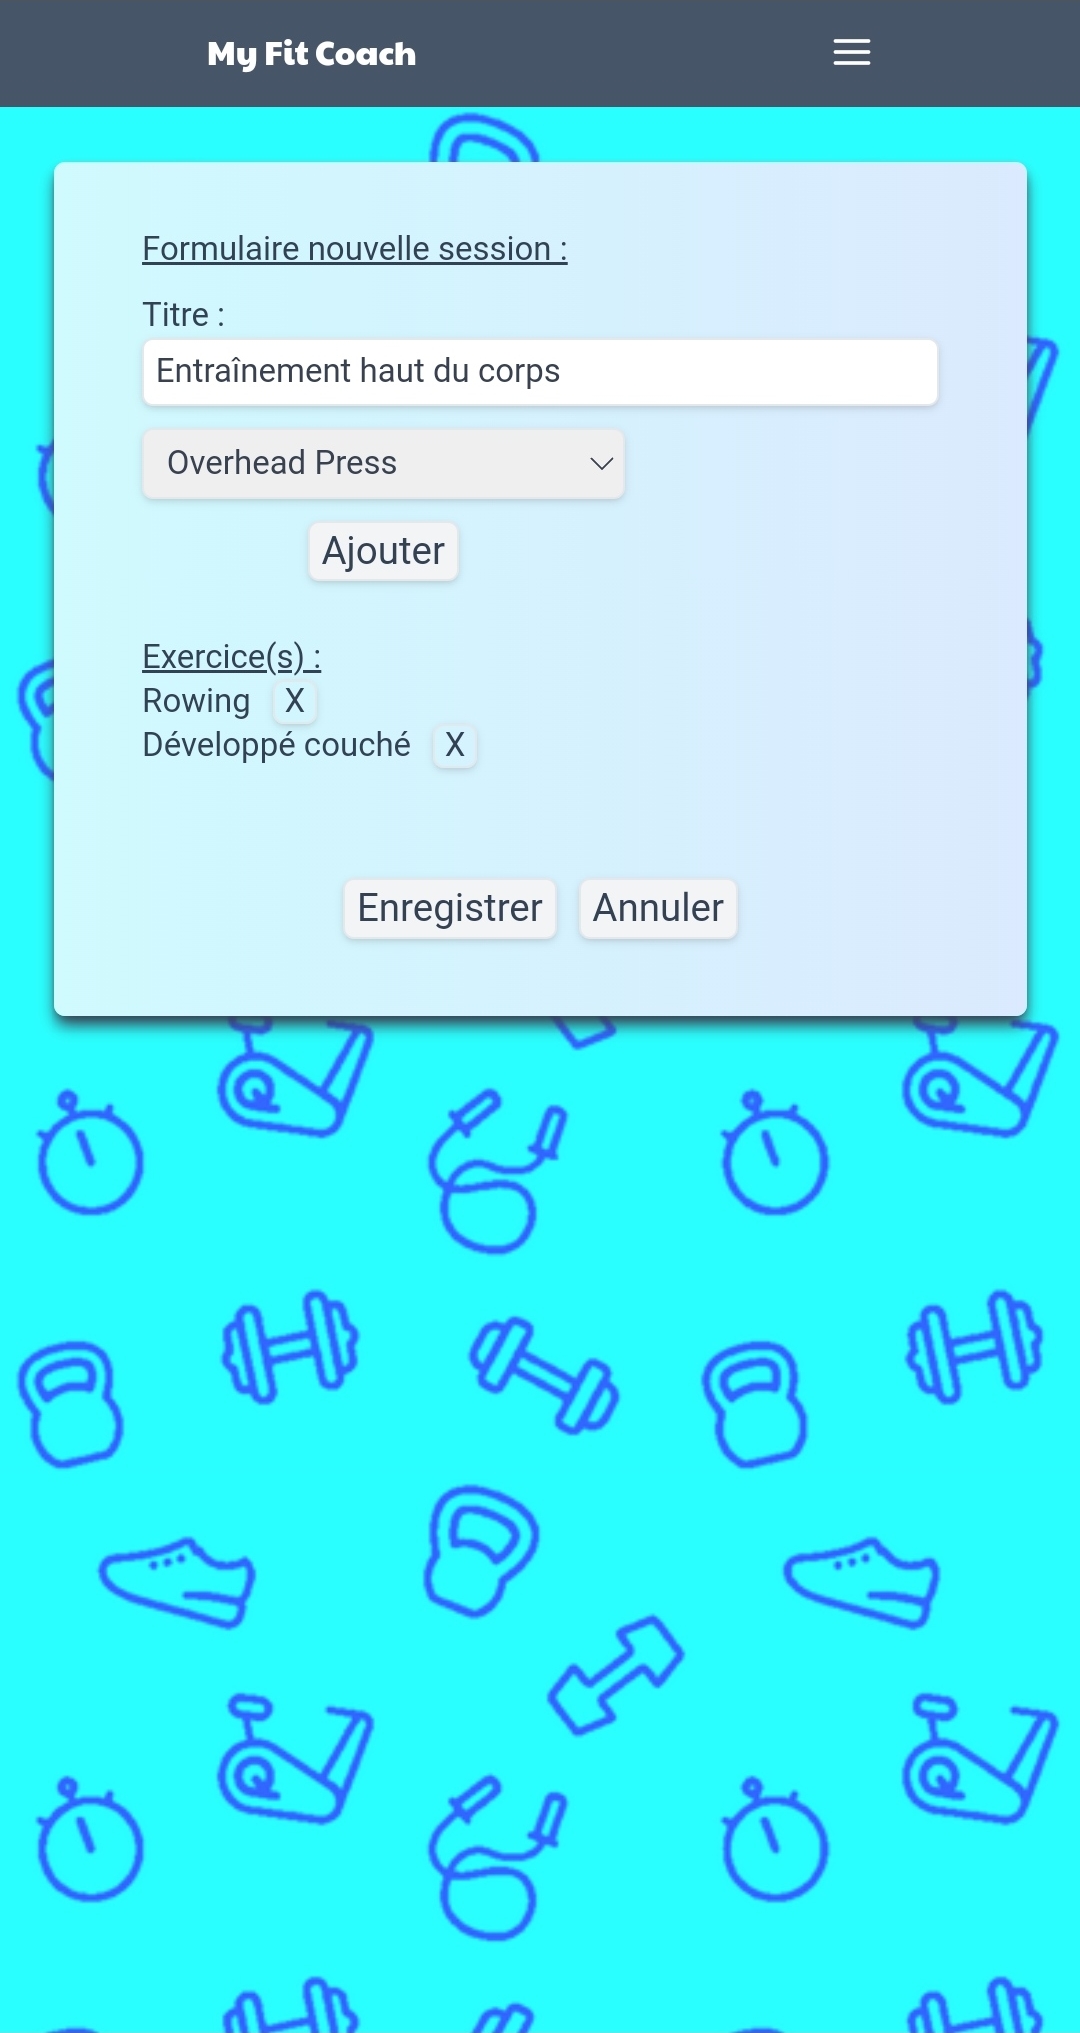 My Fit Coach
Formulaire nouvelle session :
Titre :
Entraînement haut du corps
Overhead Press
Ajouter
Exercice(s) :
Rowing X
Développé couché X
Enregistrer Annuler